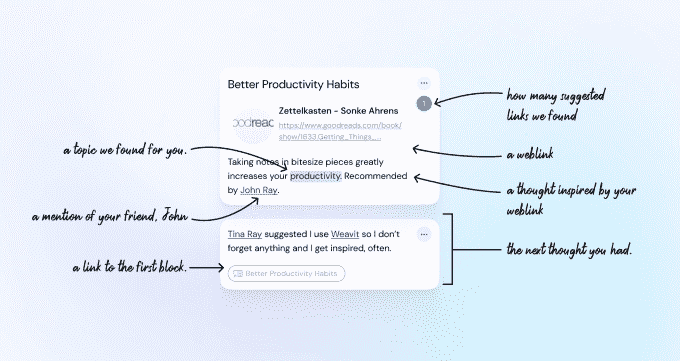 Better Productivity Habits
1
how many suggested
links we found
Zettelkasten - Sonke Ahrens
oodreac
https://www.goodreads.com/book/
show/1633.Getting_Things_...
a topic we found for you.
a weblink
Taking notes in bitesize pieces greatly
increases your productivity. Recommended
by John Ray.
a thought inspired by your
weblink
a mention of your friend, John
Tina Ray suggested I use Weavit so I don't
forget anything and I get inspired, often.
the next thought you had.
a link to the first block.
Better Productivity Habits